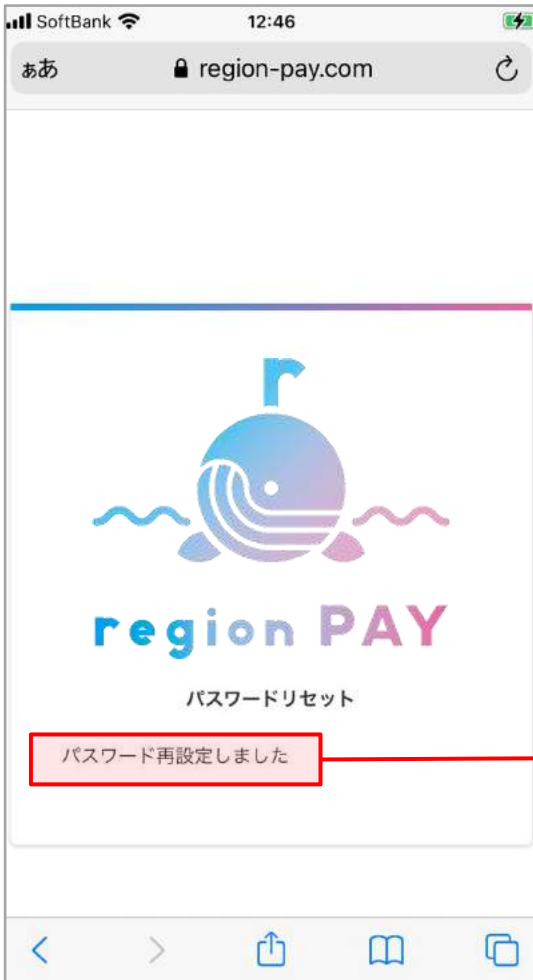 SoftBank 12:46
ぁあ region-pay.com
r
region PAY
パスワードリセット
パスワード再設定しました